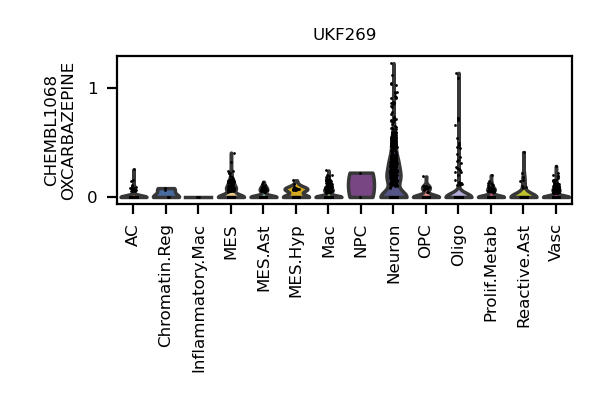 UKF269
CHEMBL1068
OXCARBAZEPINE
1
0
AC
Chromatin.Reg
Inflammatory.Mac
MES
MES.Ast
MES.Hyp
Mac
NPC
Neuron
OPC
Oligo
Prolif.Metab
Reactive.Ast
Vasc